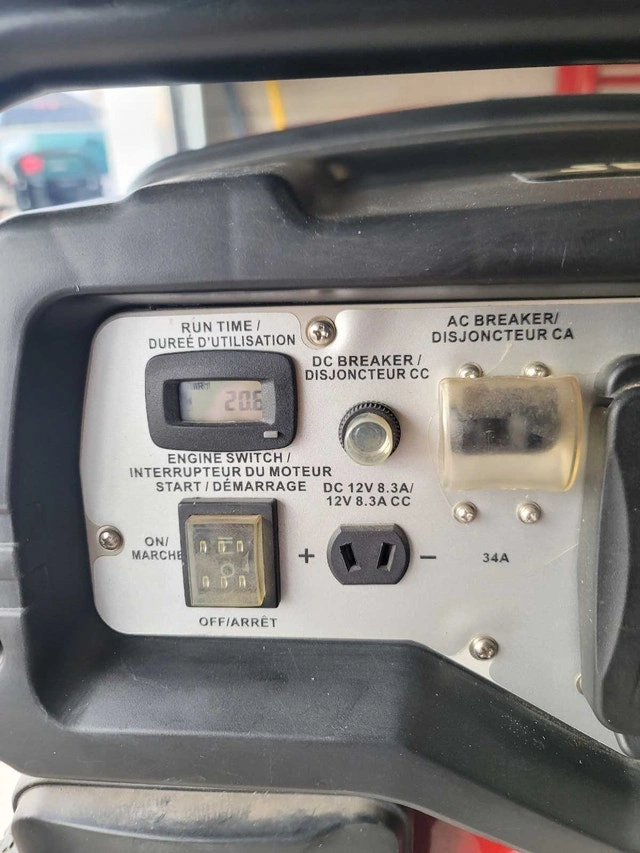 RUN TIME /
DUREÉ D'UTILISATION
20.6
DC BREAKER /
DISJONCTEUR CC
AC BREAKER/
DISJONCTEUR CA
ENGINE SWITCH /
INTERRUPTEUR DU MOTEUR
START / DÉMARRAGE
DC 12V 8.3A/
12V 8.3A CC
ON/
MARCHE
+
−
34A
OFF/ARRÊT